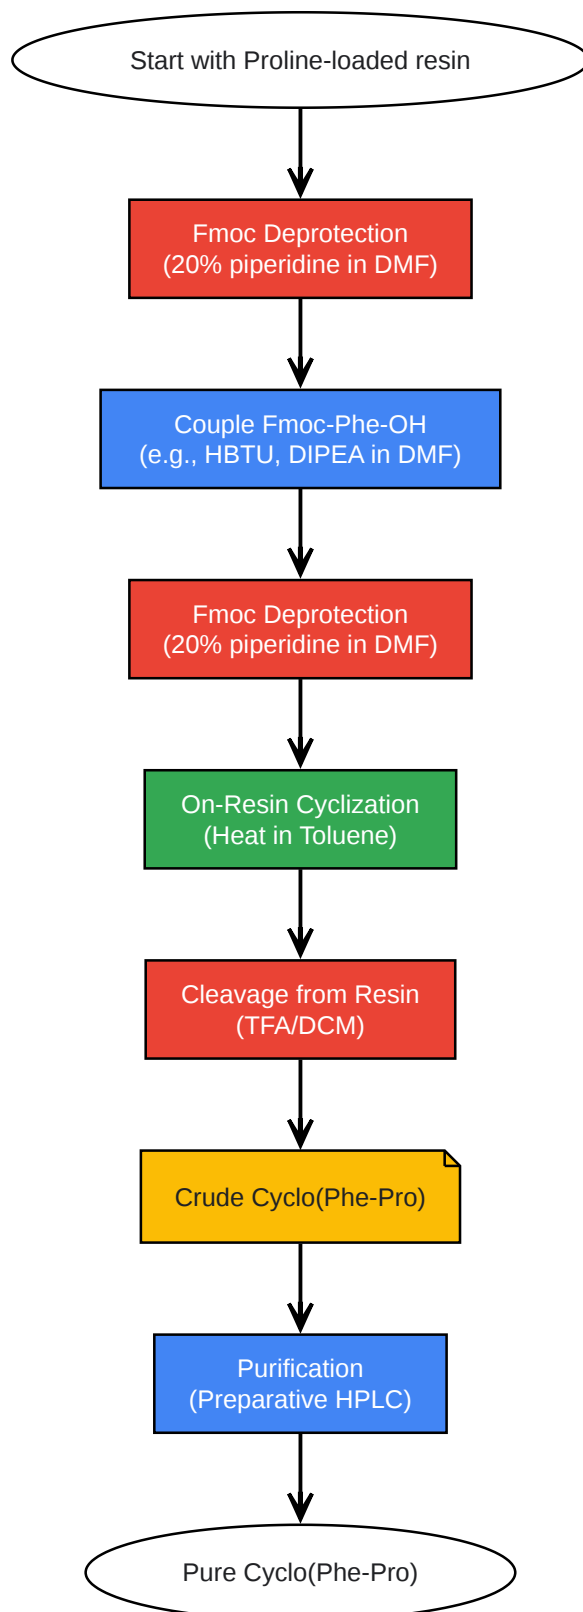 Start with Proline-loaded resin
Fmoc Deprotection
(20% piperidine in DMF)
Couple Fmoc-Phe-OH
(e.g., HBTU, DIPEA in DMF)
Fmoc Deprotection
(20% piperidine in DMF)
On-Resin Cyclization
(Heat in Toluene)
Cleavage from Resin
(TFA/DCM)
Crude Cyclo(Phe-Pro)
Purification
(Preparative HPLC)
Pure Cyclo(Phe-Pro)